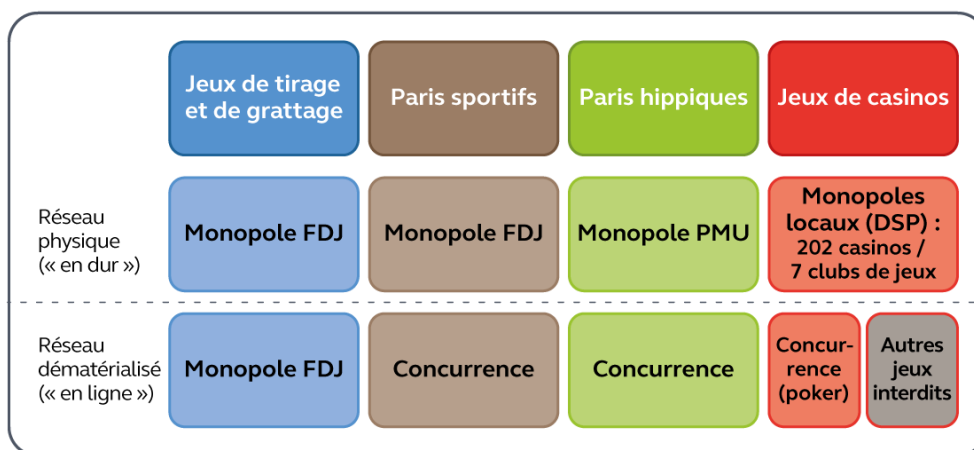 Jeux de tirage
et de grattage
Paris sportifs
Paris hippiques
Jeux de casinos
Réseau
physique
(« en dur »)
Monopole FDJ
Monopole FDJ
Monopole PMU
Monopoles
locaux (DSP) :
202 casinos /
7 clubs de jeux
Réseau
dématérialisé
(« en ligne »)
Monopole FDJ
Concurrence
Concurrence
Concur-
rence
(poker)
Autres
jeux
interdits